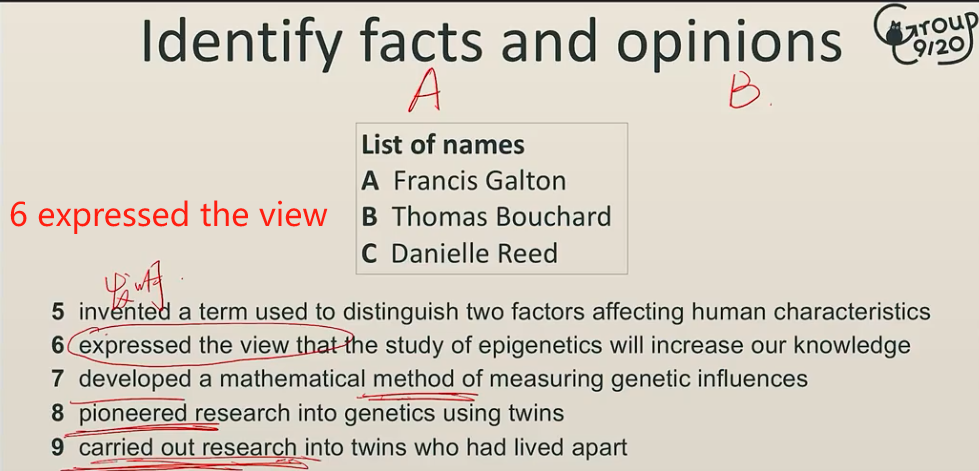 Identify facts and opinions
Group
9/20
A
B.
List of names
A Francis Galton
B Thomas Bouchard
C Danielle Reed
6 expressed the view
5 invented a term used to distinguish two factors affecting human characteristics
6 expressed the view that the study of epigenetics will increase our knowledge
7 developed a mathematical method of measuring genetic influences
8 pioneered research into genetics using twins
9 carried out research into twins who had lived apart